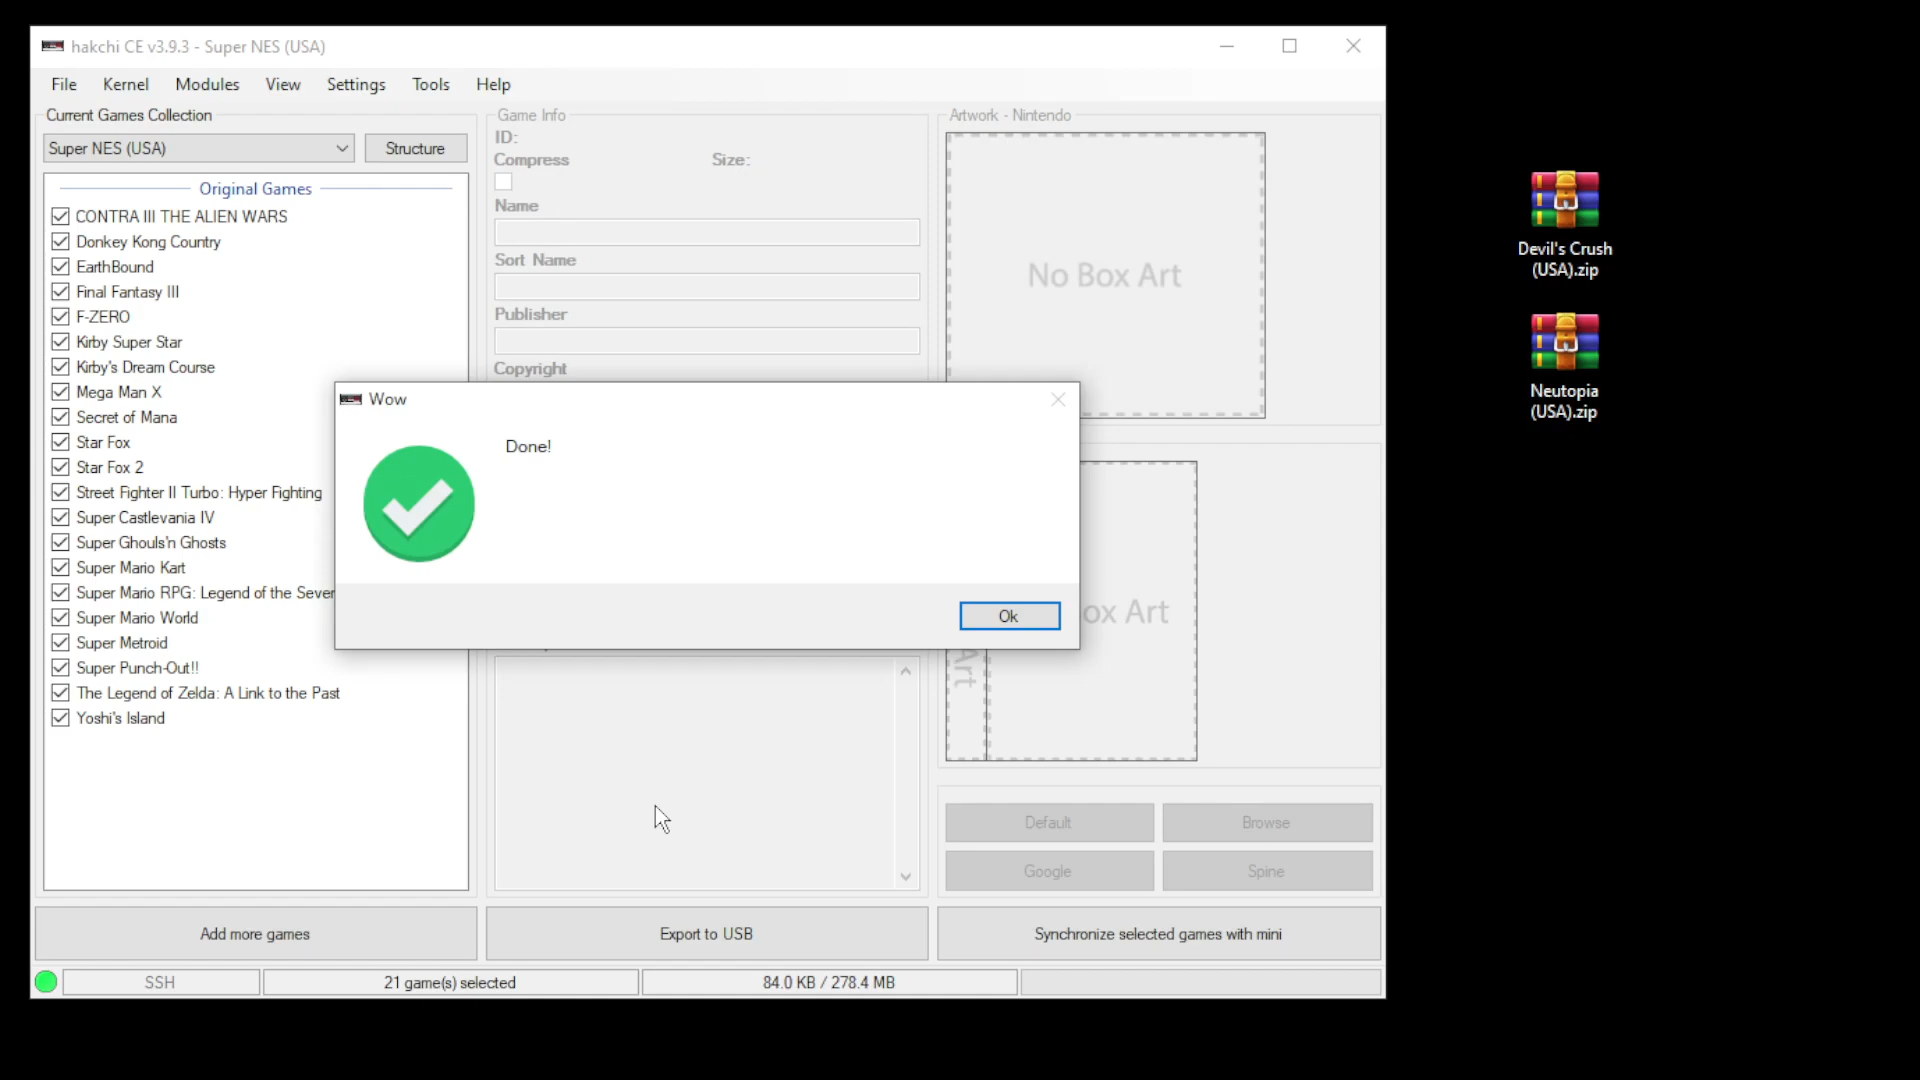 hakchi CE v3.9.3 - Super NES (USA)
File Kernel Modules View Settings Tools Help
Current Games Collection
Super NES (USA)
Structure
Original Games
CONTRA III THE ALIEN WARS
Donkey Kong Country
EarthBound
Final Fantasy III
F-ZERO
Kirby Super Star
Kirby's Dream Course
Mega Man X
Secret of Mana
Star Fox
Star Fox 2
Street Fighter II Turbo: Hyper Fighting
Super Castlevania IV
Super Ghouls'n Ghosts
Super Mario Kart
Super Mario RPG: Legend of the Sever
Super Mario World
Super Metroid
Super Punch-Out!!
The Legend of Zelda: A Link to the Past
Yoshi's Island
Game Info
ID:
Compress
Size:
Name
Sort Name
Publisher
Copyright
Artwork - Nintendo
No Box Art
Wow
Done!
Ok
ox Art
Art
Default
Browse
Google
Spine
Add more games
Export to USB
Synchronize selected games with mini
SSH
21 game(s) selected
84.0 KB / 278.4 MB
Devil's Crush
(USA).zip
Neutopia
(USA).zip